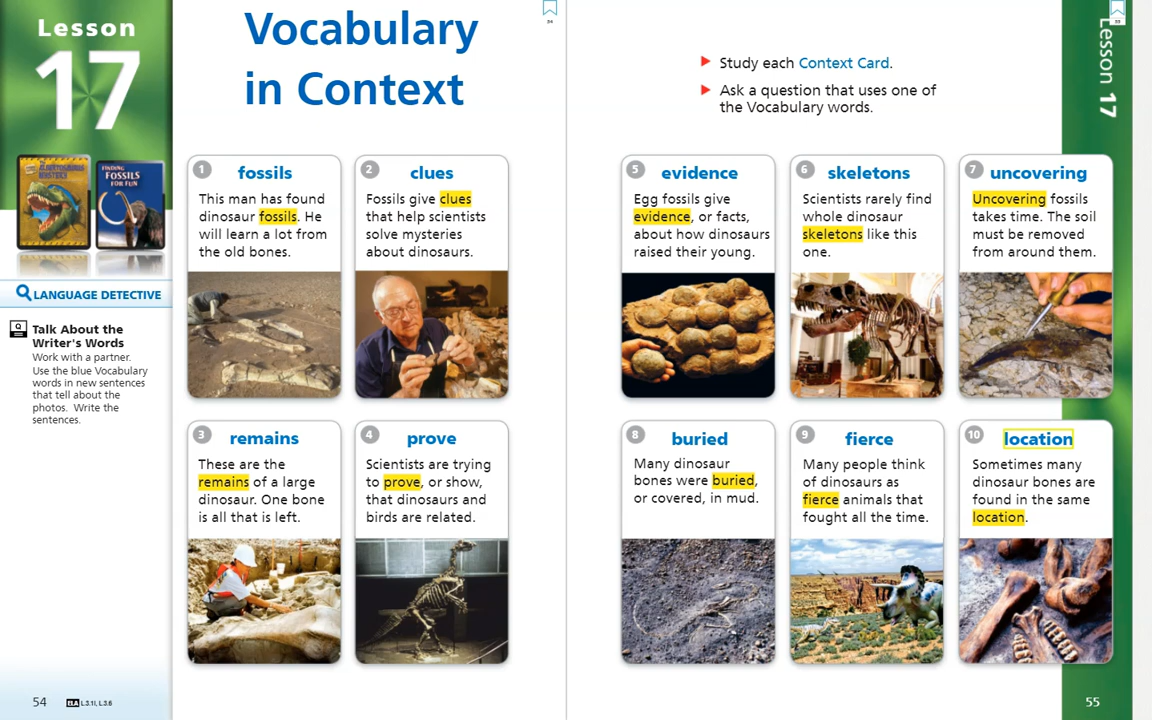 Lesson
17
Vocabulary
in Context
54
Study each Context Card.
Ask a question that uses one of
the Vocabulary words.
Lesson 17
FINDING
FOSSILS
FOR FUN
LANGUAGE DETECTIVE
Talk About the
Writer's Words
Work with a partner.
Use the blue Vocabulary
words in new sentences
that tell about the
photos. Write the
sentences.
1
fossils
This man has found
dinosaur fossils. He
will learn a lot from
the old bones.
2
clues
Fossils give clues
that help scientists
solve mysteries
about dinosaurs.
3
remains
These are the
remains of a large
dinosaur. One bone
is all that is left.
4
prove
Scientists are trying
to prove, or show,
that dinosaurs and
birds are related.
5
evidence
Egg fossils give
evidence, or facts,
about how dinosaurs
raised their young.
6
skeletons
Scientists rarely find
whole dinosaur
skeletons like this
one.
7
uncovering
Uncovering fossils
takes time. The soil
must be removed
from around them.
8
buried
Many dinosaur
bones were buried,
or covered, in mud.
9
fierce
Many people think
of dinosaurs as
fierce animals that
fought all the time.
10
location
Sometimes many
dinosaur bones are
found in the same
location.
54
ELA L.3.1i, L.3.6
55